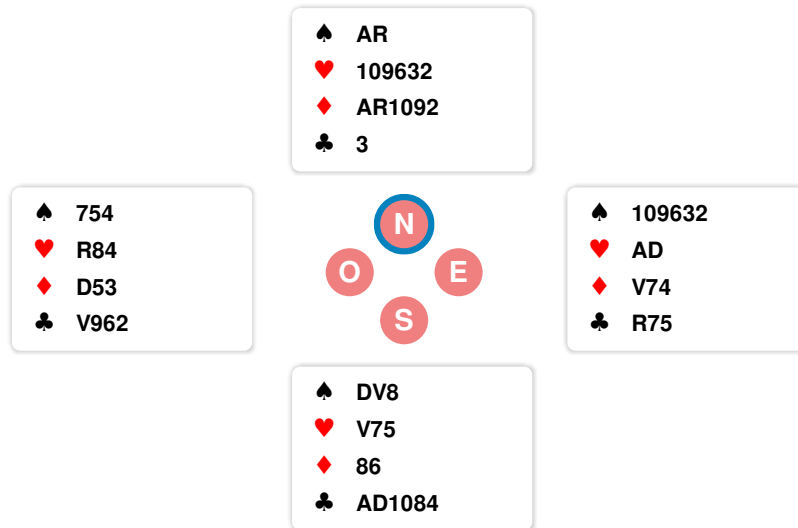 ♠ AR
♥ 109632
♦ AR1092
♣ 3
♠ 754
♥ R84
♦ D53
♣ V962
N
O E
S
♠ 109632
♥ AD
♦ V74
♣ R75
♠ DV8
♥ V75
♦ 86
♣ AD1084